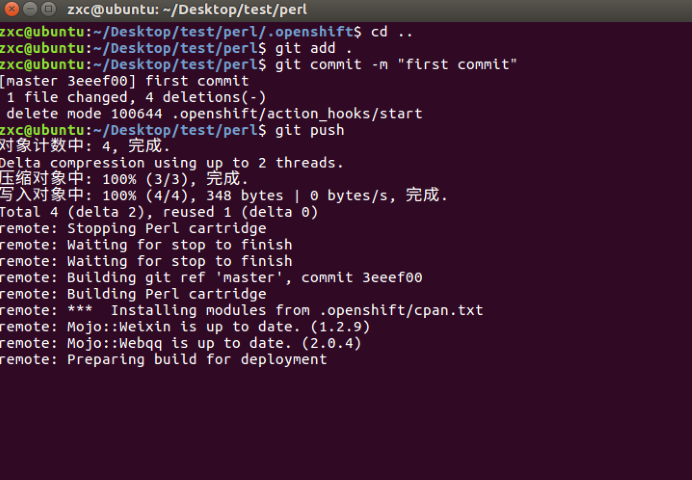 zxc@ubuntu: ~/Desktop/test/perl
zxc@ubuntu:~/Desktop/test/perl/.openshift$ cd ..
zxc@ubuntu:~/Desktop/test/perl$ git add .
zxc@ubuntu:~/Desktop/test/perl$ git commit -m "first commit"
[master 3eeef00] first commit
 1 file changed, 4 deletions(-)
 delete mode 100644 .openshift/action_hooks/start
zxc@ubuntu:~/Desktop/test/perl$ git push
对象计数中: 4, 完成.
Delta compression using up to 2 threads.
压缩对象中: 100% (3/3), 完成.
写入对象中: 100% (4/4), 348 bytes | 0 bytes/s, 完成.
Total 4 (delta 2), reused 1 (delta 0)
remote: Stopping Perl cartridge
remote: Waiting for stop to finish
remote: Waiting for stop to finish
remote: Building git ref 'master', commit 3eeef00
remote: Building Perl cartridge
remote: ***  Installing modules from .openshift/cpan.txt
remote: Mojo::Weixin is up to date. (1.2.9)
remote: Mojo::Webqq is up to date. (2.0.4)
remote: Preparing build for deployment